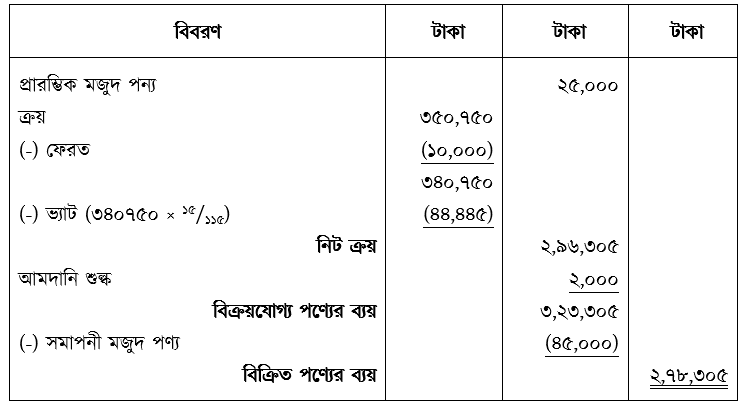 বিবরণ টাকা টাকা টাকা
প্রারম্ভিক মজুদ পন্য ২৫,০০০
ক্রয় ৩৫০,৭৫০
(-) ফেরত (১০,০০০)
৩৪০,৭৫০
(-) ভ্যাট (৩৪০৭৫০ × ১৫/১১৫) (৪৪,৪৪৫)
নিট ক্রয় ২,৯৬,৩০৫
আমদানি শুল্ক ২,০০০
বিক্রয়যোগ্য পণ্যের ব্যয় ৩,২৩,৩০৫
(-) সমাপনী মজুদ পণ্য (৪৫,০০০)
বিক্রিত পণ্যের ব্যয় ২,৭৮,৩০৫